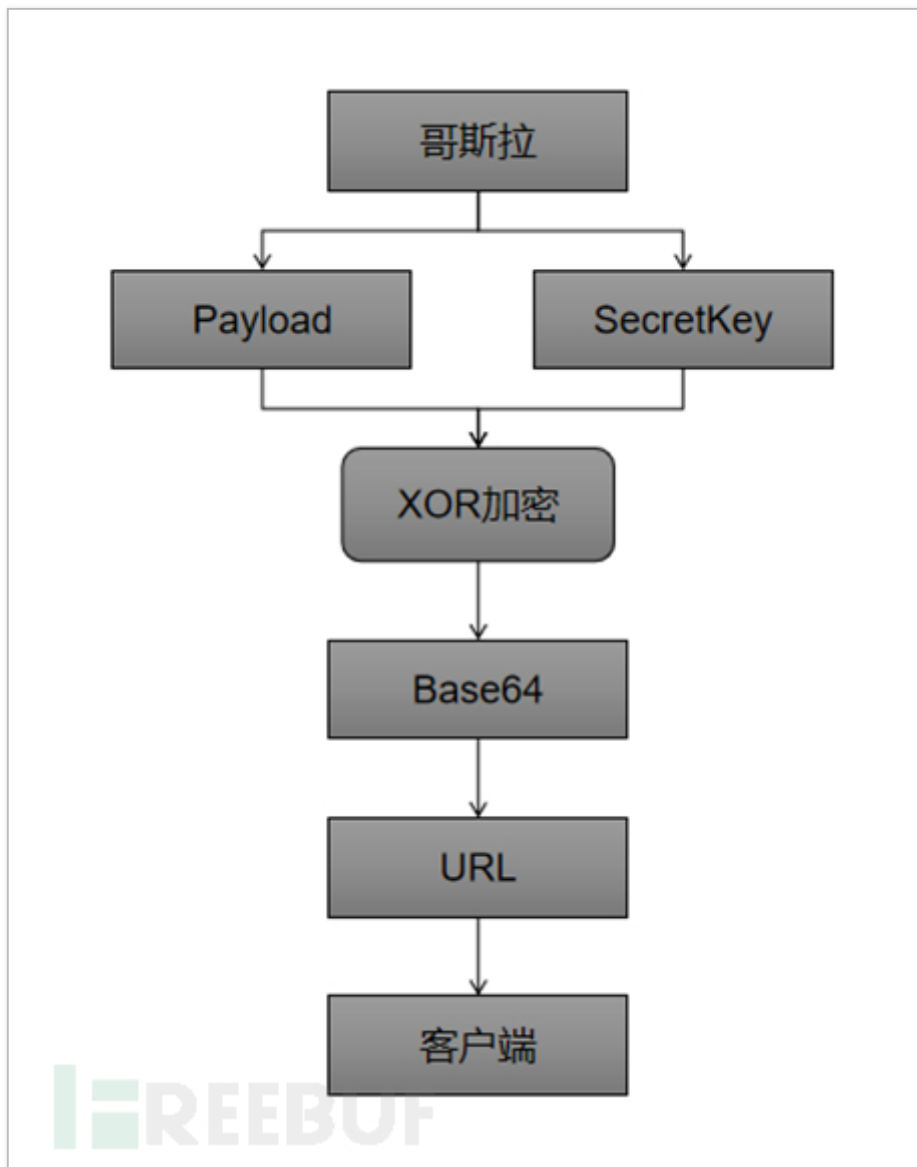 哥斯拉
Payload
SecretKey
XOR加密
Base64
URL
客户端
FREEBUF